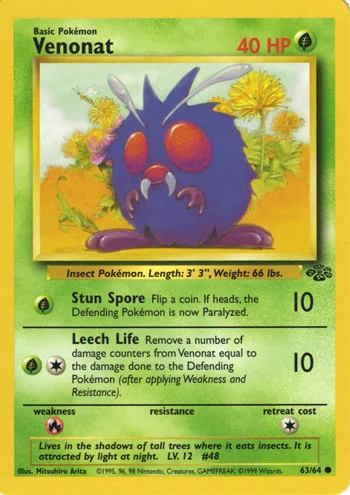 Basic Pokémon
Venonat 40 HP
Insect Pokémon. Length: 3' 3", Weight: 66 lbs.
Stun Spore Flip a coin. If heads, the
Defending Pokémon is now Paralyzed.
10
Leech Life Remove a number of
damage counters from Venonat equal to
the damage done to the Defending
Pokémon (after applying Weakness and
Resistance).
10
weakness resistance retreat cost
Lives in the shadows of tall trees where it eats insects. It is
attracted by light at night. LV. 12 #48
Illus. Mitsuhiro Arita ©1995, 96, 98 Nintendo, Creatures, GAMEFREAK. ©1999 Wizards. 63/64